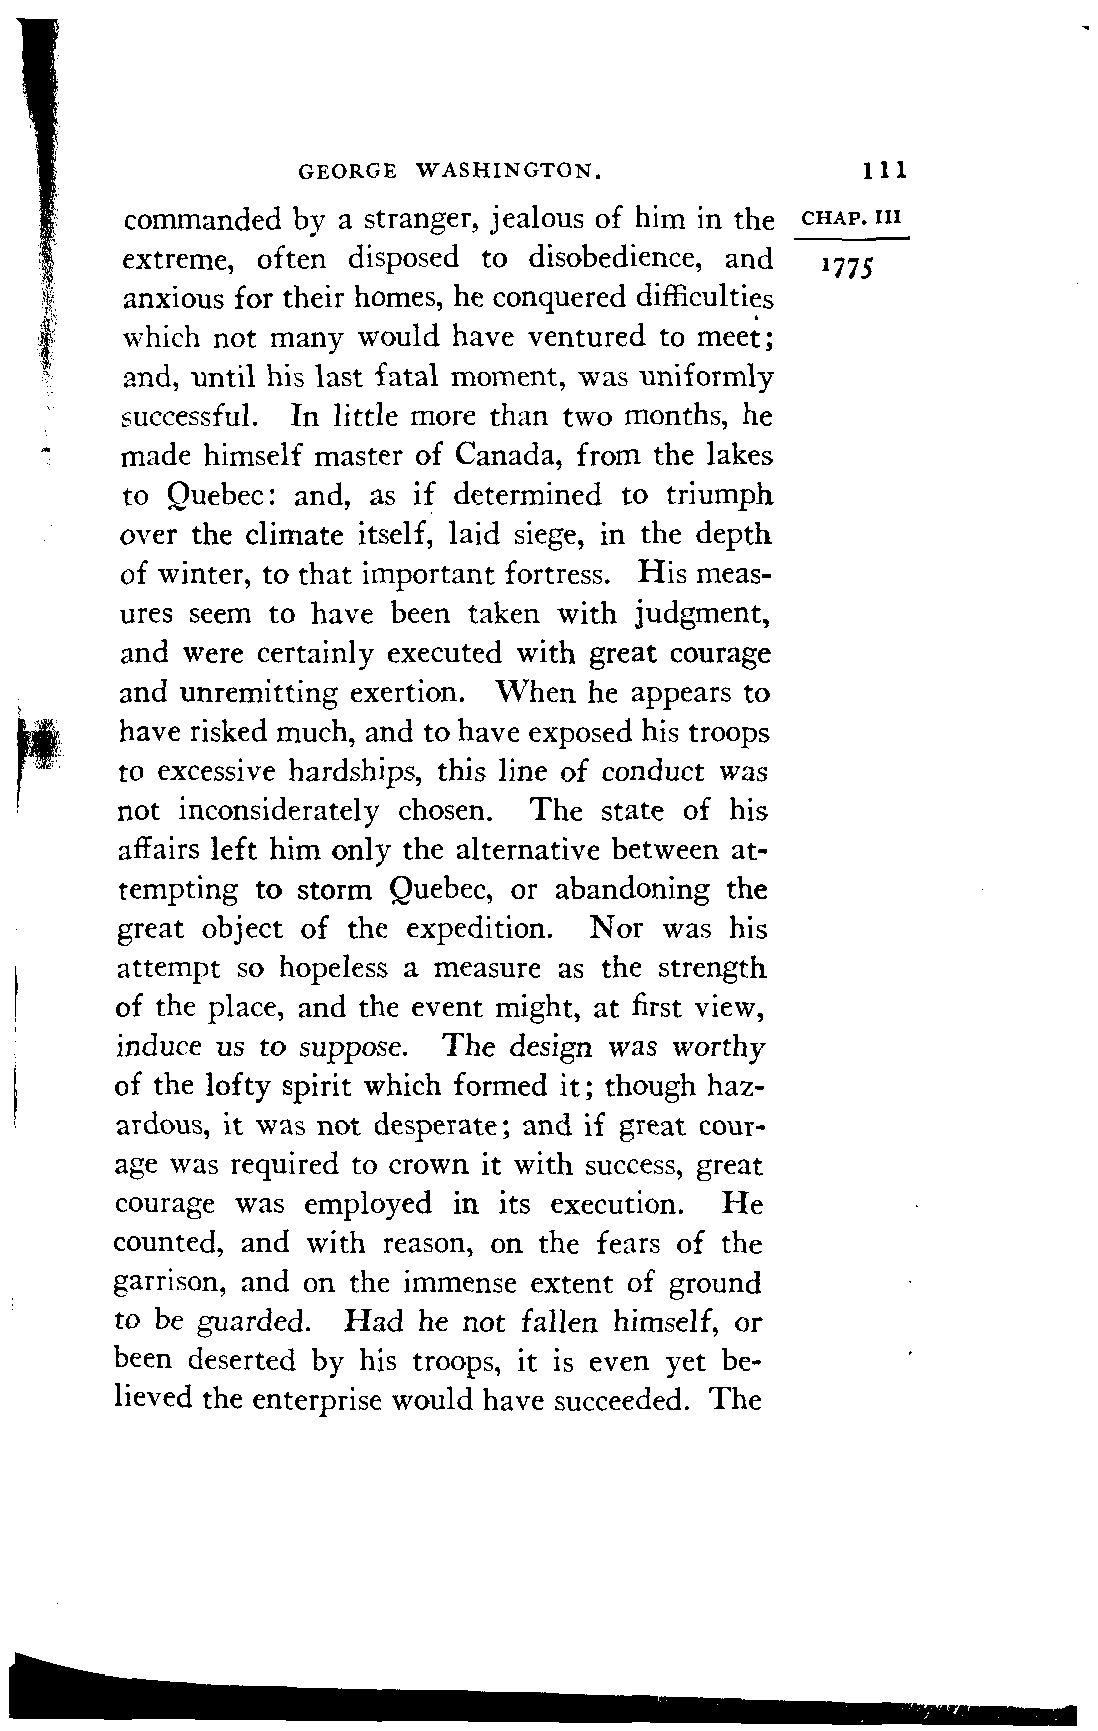 GEORGE WASHINGTON. 111
CHAP. III
1775
commanded by a stranger, jealous of him in the
extreme, often disposed to disobedience, and
anxious for their homes, he conquered difficulties
which not many would have ventured to meet;
and, until his last fatal moment, was uniformly
successful. In little more than two months, he
made himself master of Canada, from the lakes
to Quebec: and, as if determined to triumph
over the climate itself, laid siege, in the depth
of winter, to that important fortress. His meas-
ures seem to have been taken with judgment,
and were certainly executed with great courage
and unremitting exertion. When he appears to
have risked much, and to have exposed his troops
to excessive hardships, this line of conduct was
not inconsiderately chosen. The state of his
affairs left him only the alternative between at-
tempting to storm Quebec, or abandoning the
great object of the expedition. Nor was his
attempt so hopeless a measure as the strength
of the place, and the event might, at first view,
induce us to suppose. The design was worthy
of the lofty spirit which formed it; though haz-
ardous, it was not desperate; and if great cour-
age was required to crown it with success, great
courage was employed in its execution. He
counted, and with reason, on the fears of the
garrison, and on the immense extent of ground
to be guarded. Had he not fallen himself, or
been deserted by his troops, it is even yet be-
lieved the enterprise would have succeeded. The